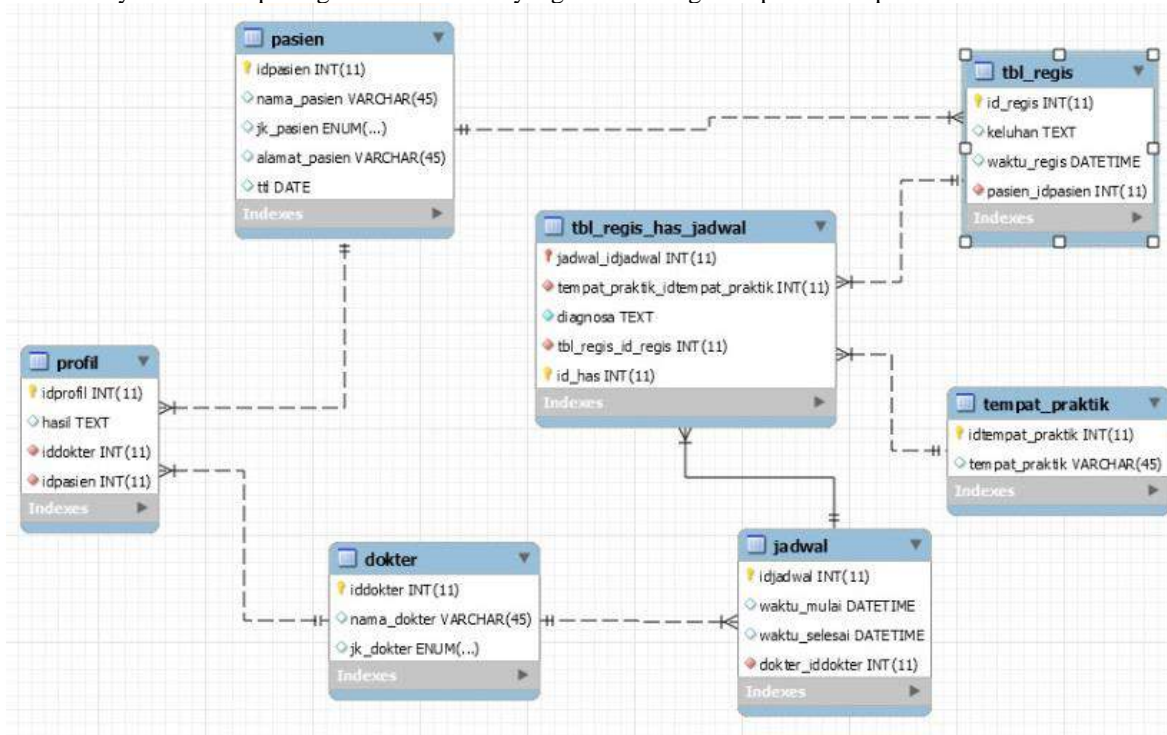 pasien
idpasien INT(11)
nama_pasien VARCHAR(45)
jk_pasien ENUM(...)
alamat_pasien VARCHAR(45)
ttl DATE
Indexes
tbl_regis
id_regis INT(11)
keluhan TEXT
waktu_regis DATETIME
pasien_idpasien INT(11)
Indexes
tbl_regis_has_jadwal
jadwal_idjadwal INT(11)
tempat_praktik_idtempat_praktik INT(11)
diagnosa TEXT
tbl_regis_id_regis INT(11)
id_has INT(11)
Indexes
profil
idprofil INT(11)
hasil TEXT
iddokter INT(11)
idpasien INT(11)
Indexes
tempat_praktik
idtempat_praktik INT(11)
tempat_praktik VARCHAR(45)
Indexes
dokter
iddokter INT(11)
nama_dokter VARCHAR(45)
jk_dokter ENUM(...)
Indexes
jadwal
idjadwal INT(11)
waktu_mulai DATETIME
waktu_selesai DATETIME
dokter_iddokter INT(11)
Indexes